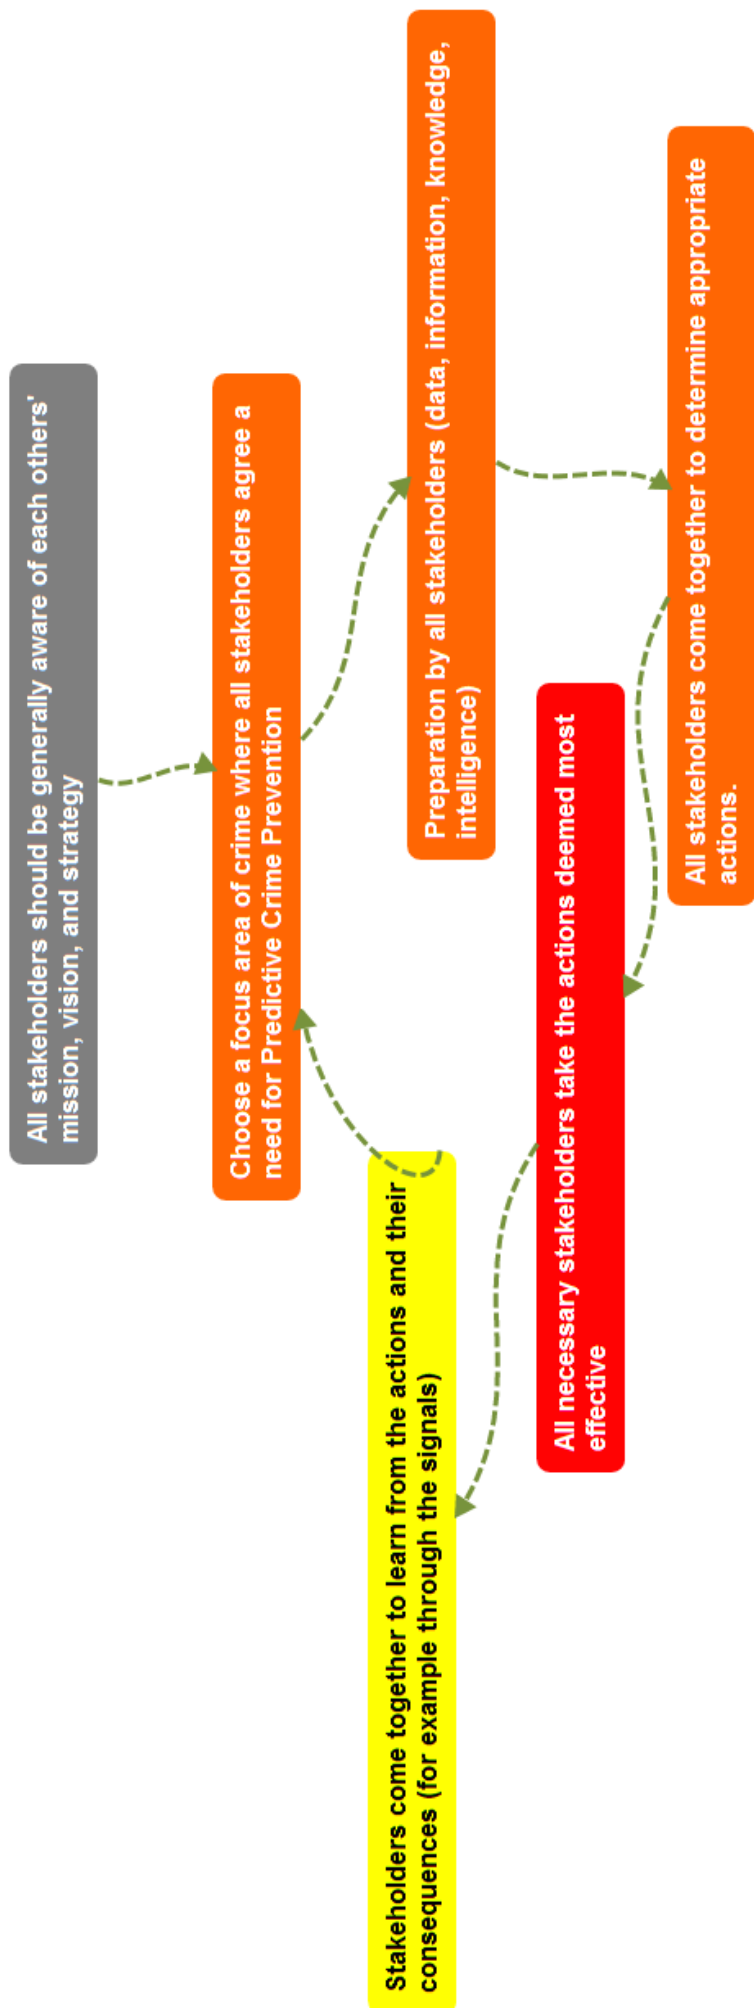 All stakeholders should be generally aware of each others'
mission, vision, and strategy
Choose a focus area of crime where all stakeholders agree a
need for Predictive Crime Prevention
Preparation by all stakeholders (data, information, knowledge,
intelligence)
All stakeholders come together to determine appropriate
actions.
All necessary stakeholders take the actions deemed most
effective
Stakeholders come together to learn from the actions and their
consequences (for example through the signals)